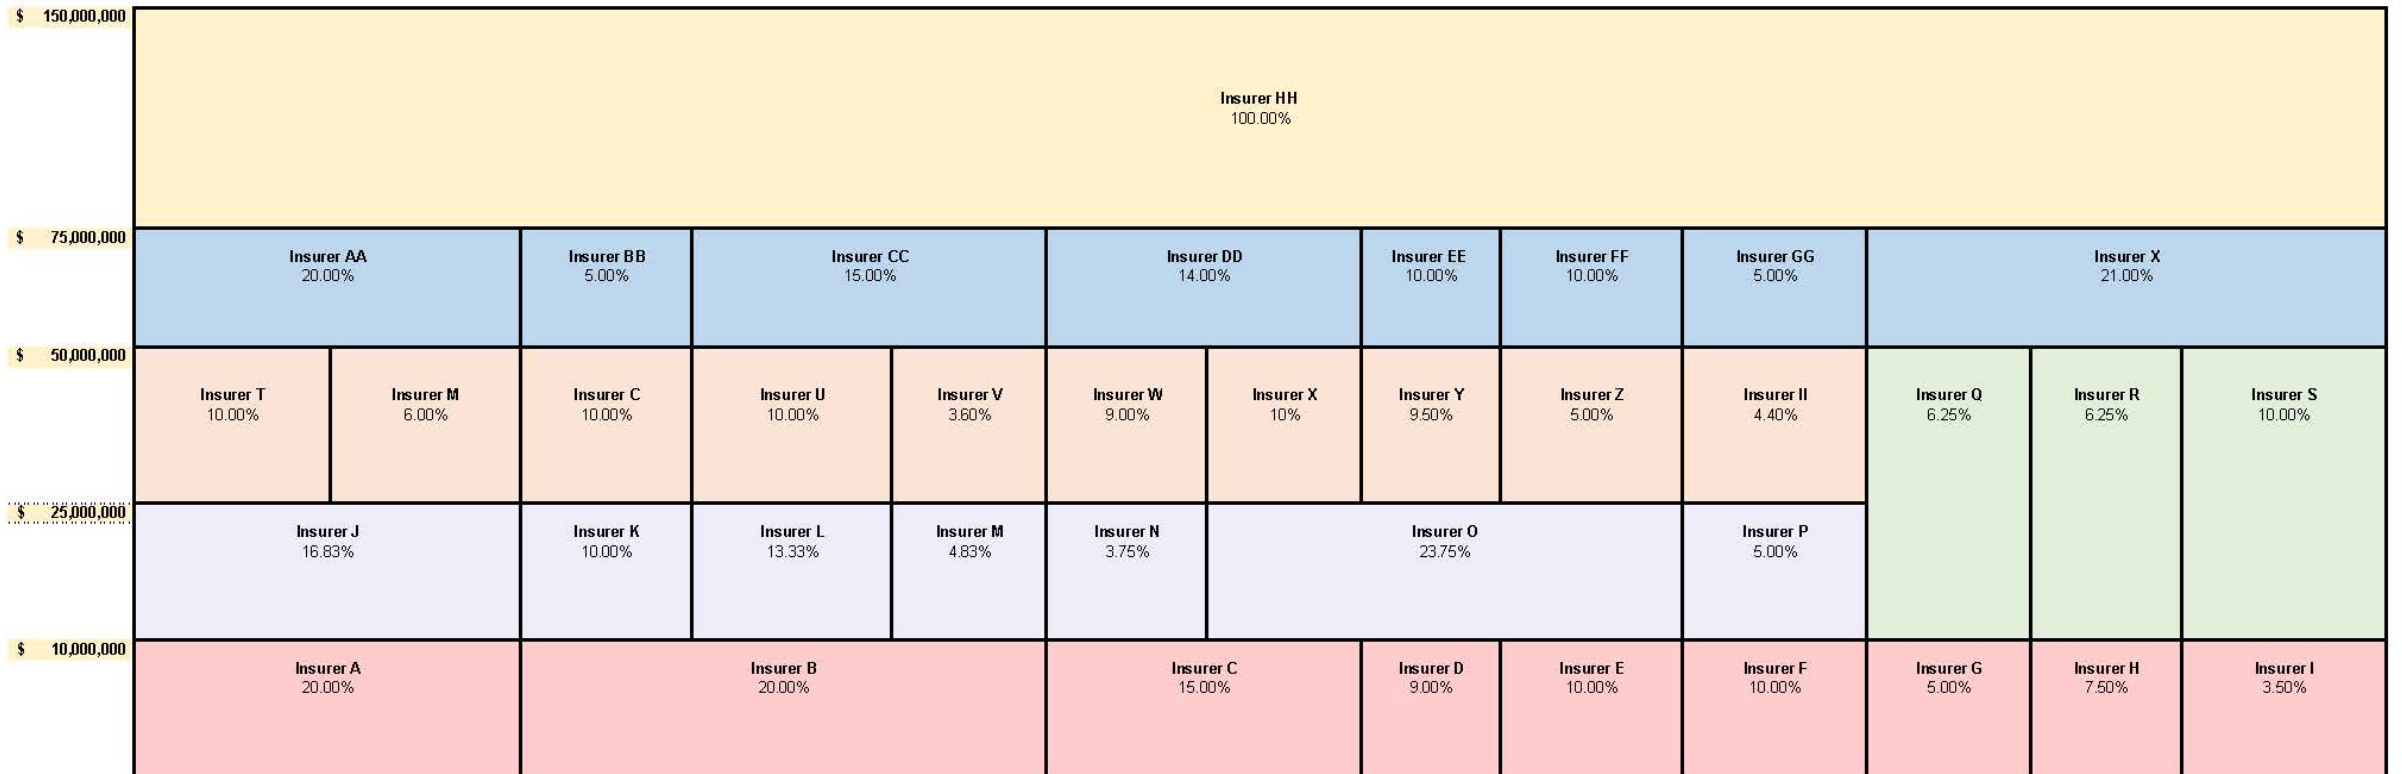 $ 150,000,000
Insurer HH
100.00%
$ 75,000,000
Insurer AA
20.00%
Insurer BB
5.00%
Insurer CC
15.00%
Insurer DD
14.00%
Insurer EE
10.00%
Insurer FF
10.00%
Insurer GG
5.00%
Insurer X
21.00%
$ 50,000,000
Insurer T
10.00%
Insurer M
6.00%
Insurer C
10.00%
Insurer U
10.00%
Insurer V
3.60%
Insurer W
9.00%
Insurer X
10%
Insurer Y
9.50%
Insurer Z
5.00%
Insurer II
4.40%
Insurer Q
6.25%
Insurer R
6.25%
Insurer S
10.00%
$ 25,000,000
Insurer J
16.83%
Insurer K
10.00%
Insurer L
13.33%
Insurer M
4.83%
Insurer N
3.75%
Insurer O
23.75%
Insurer P
5.00%
$ 10,000,000
Insurer A
20.00%
Insurer B
20.00%
Insurer C
15.00%
Insurer D
9.00%
Insurer E
10.00%
Insurer F
10.00%
Insurer G
5.00%
Insurer H
7.50%
Insurer I
3.50%